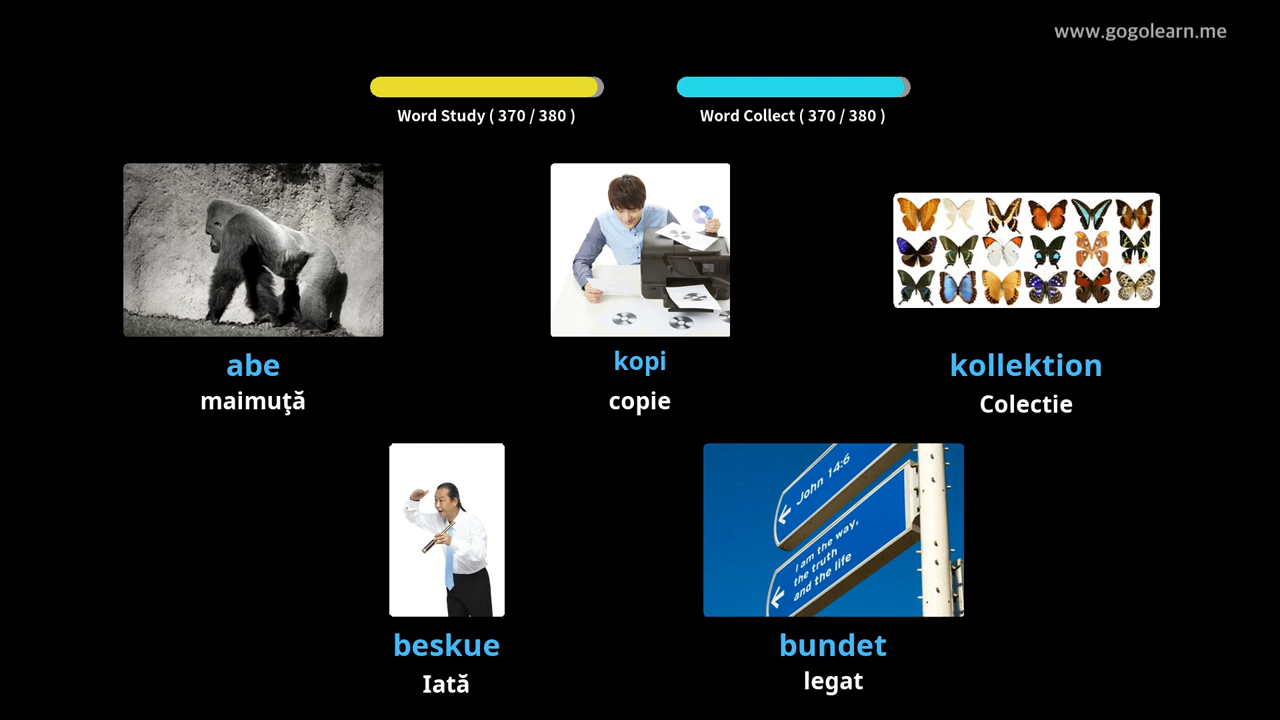 www.gogolearn.me
Word Study ( 370 / 380 )
Word Collect ( 370 / 380 )
abe
maimuţă
kopi
copie
kollektion
Colectie
beskue
Iată
John 14:6
I am the way,
the truth
and the life
bundet
legat